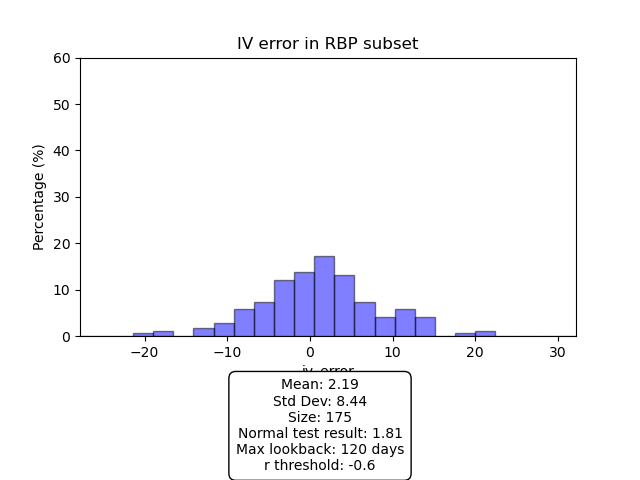 IV error in RBP subset
60
50
40
30
20
10
0
Percentage (%)
−20
−10
0
10
20
30
iv_error
Mean: 2.19
Std Dev: 8.44
Size: 175
Normal test result: 1.81
Max lookback: 120 days
r threshold: -0.6